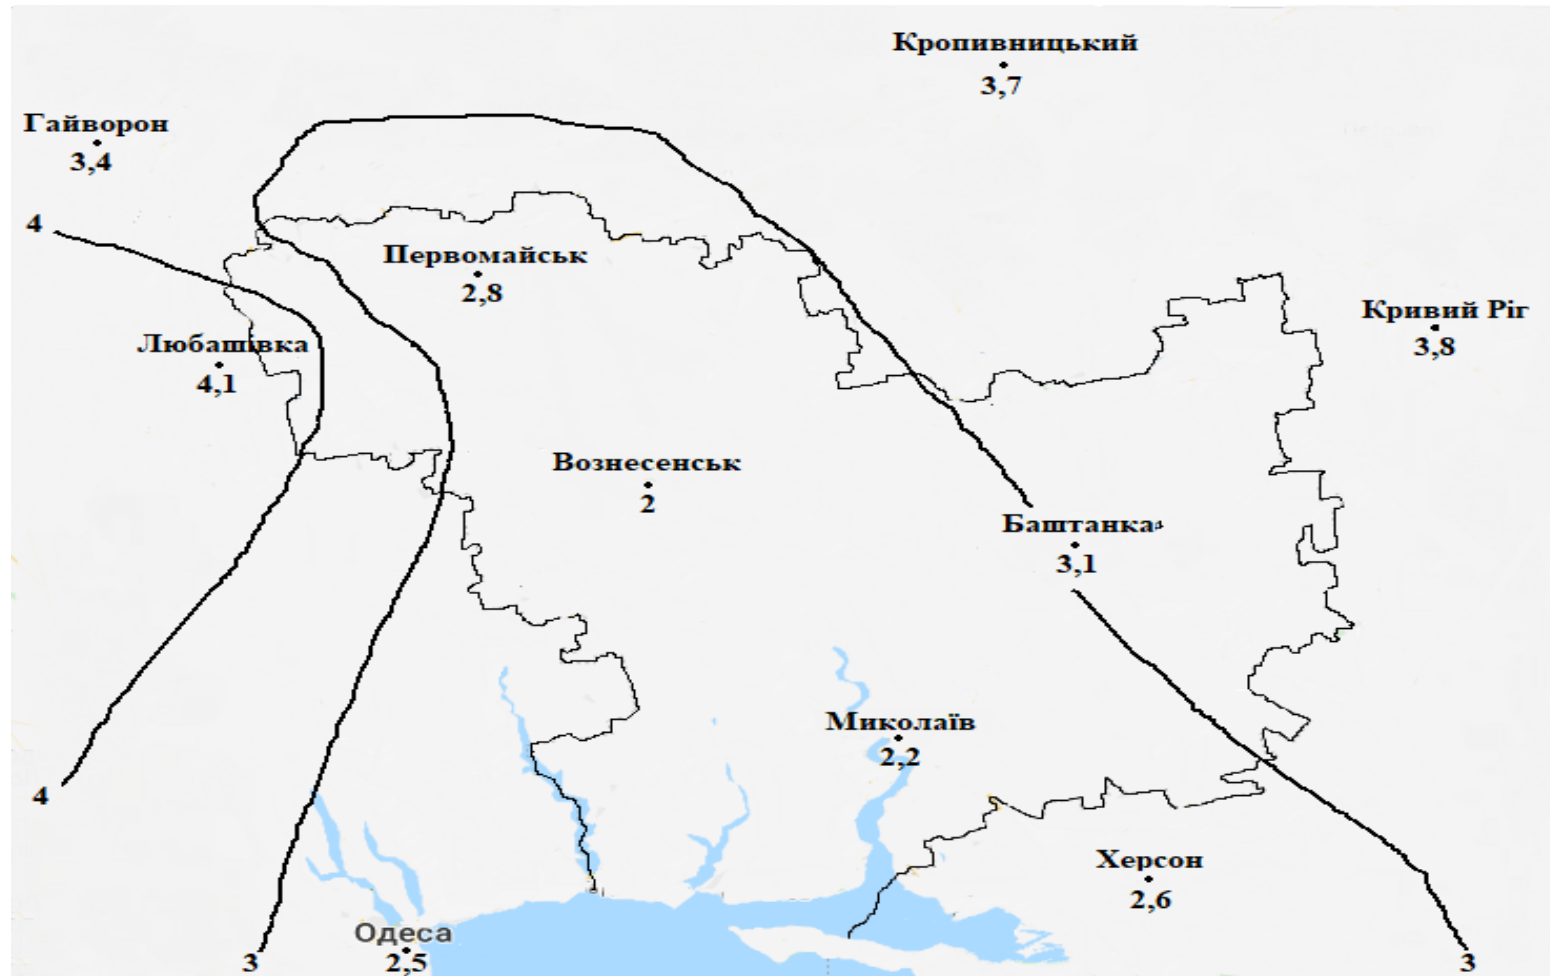 Кропивницький
3,7
Гайворон
3,4
4
Первомайськ
2,8
Кривий Ріг
3,8
Любашівка
4,1
Вознесенськ
2
Баштанка
3,1
Миколаїв
2,2
4
Херсон
2,6
Одеса
2,5
3
3